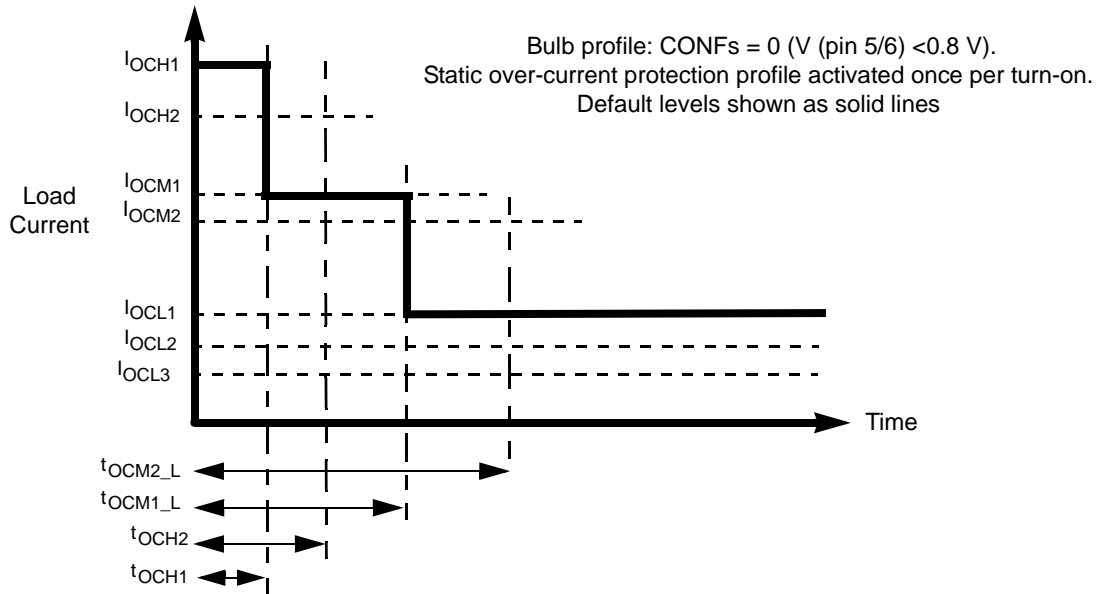 Bulb profile: CONFs = 0 (V (pin 5/6) <0.8 V).
Static over-current protection profile activated once per turn-on.
Default levels shown as solid lines
IOCH1
IOCH2
IOCM1
IOCM2
Load
Current
IOCL1
IOCL2
IOCL3
Time
tOCM2_L
tOCM1_L
tOCH2
tOCH1